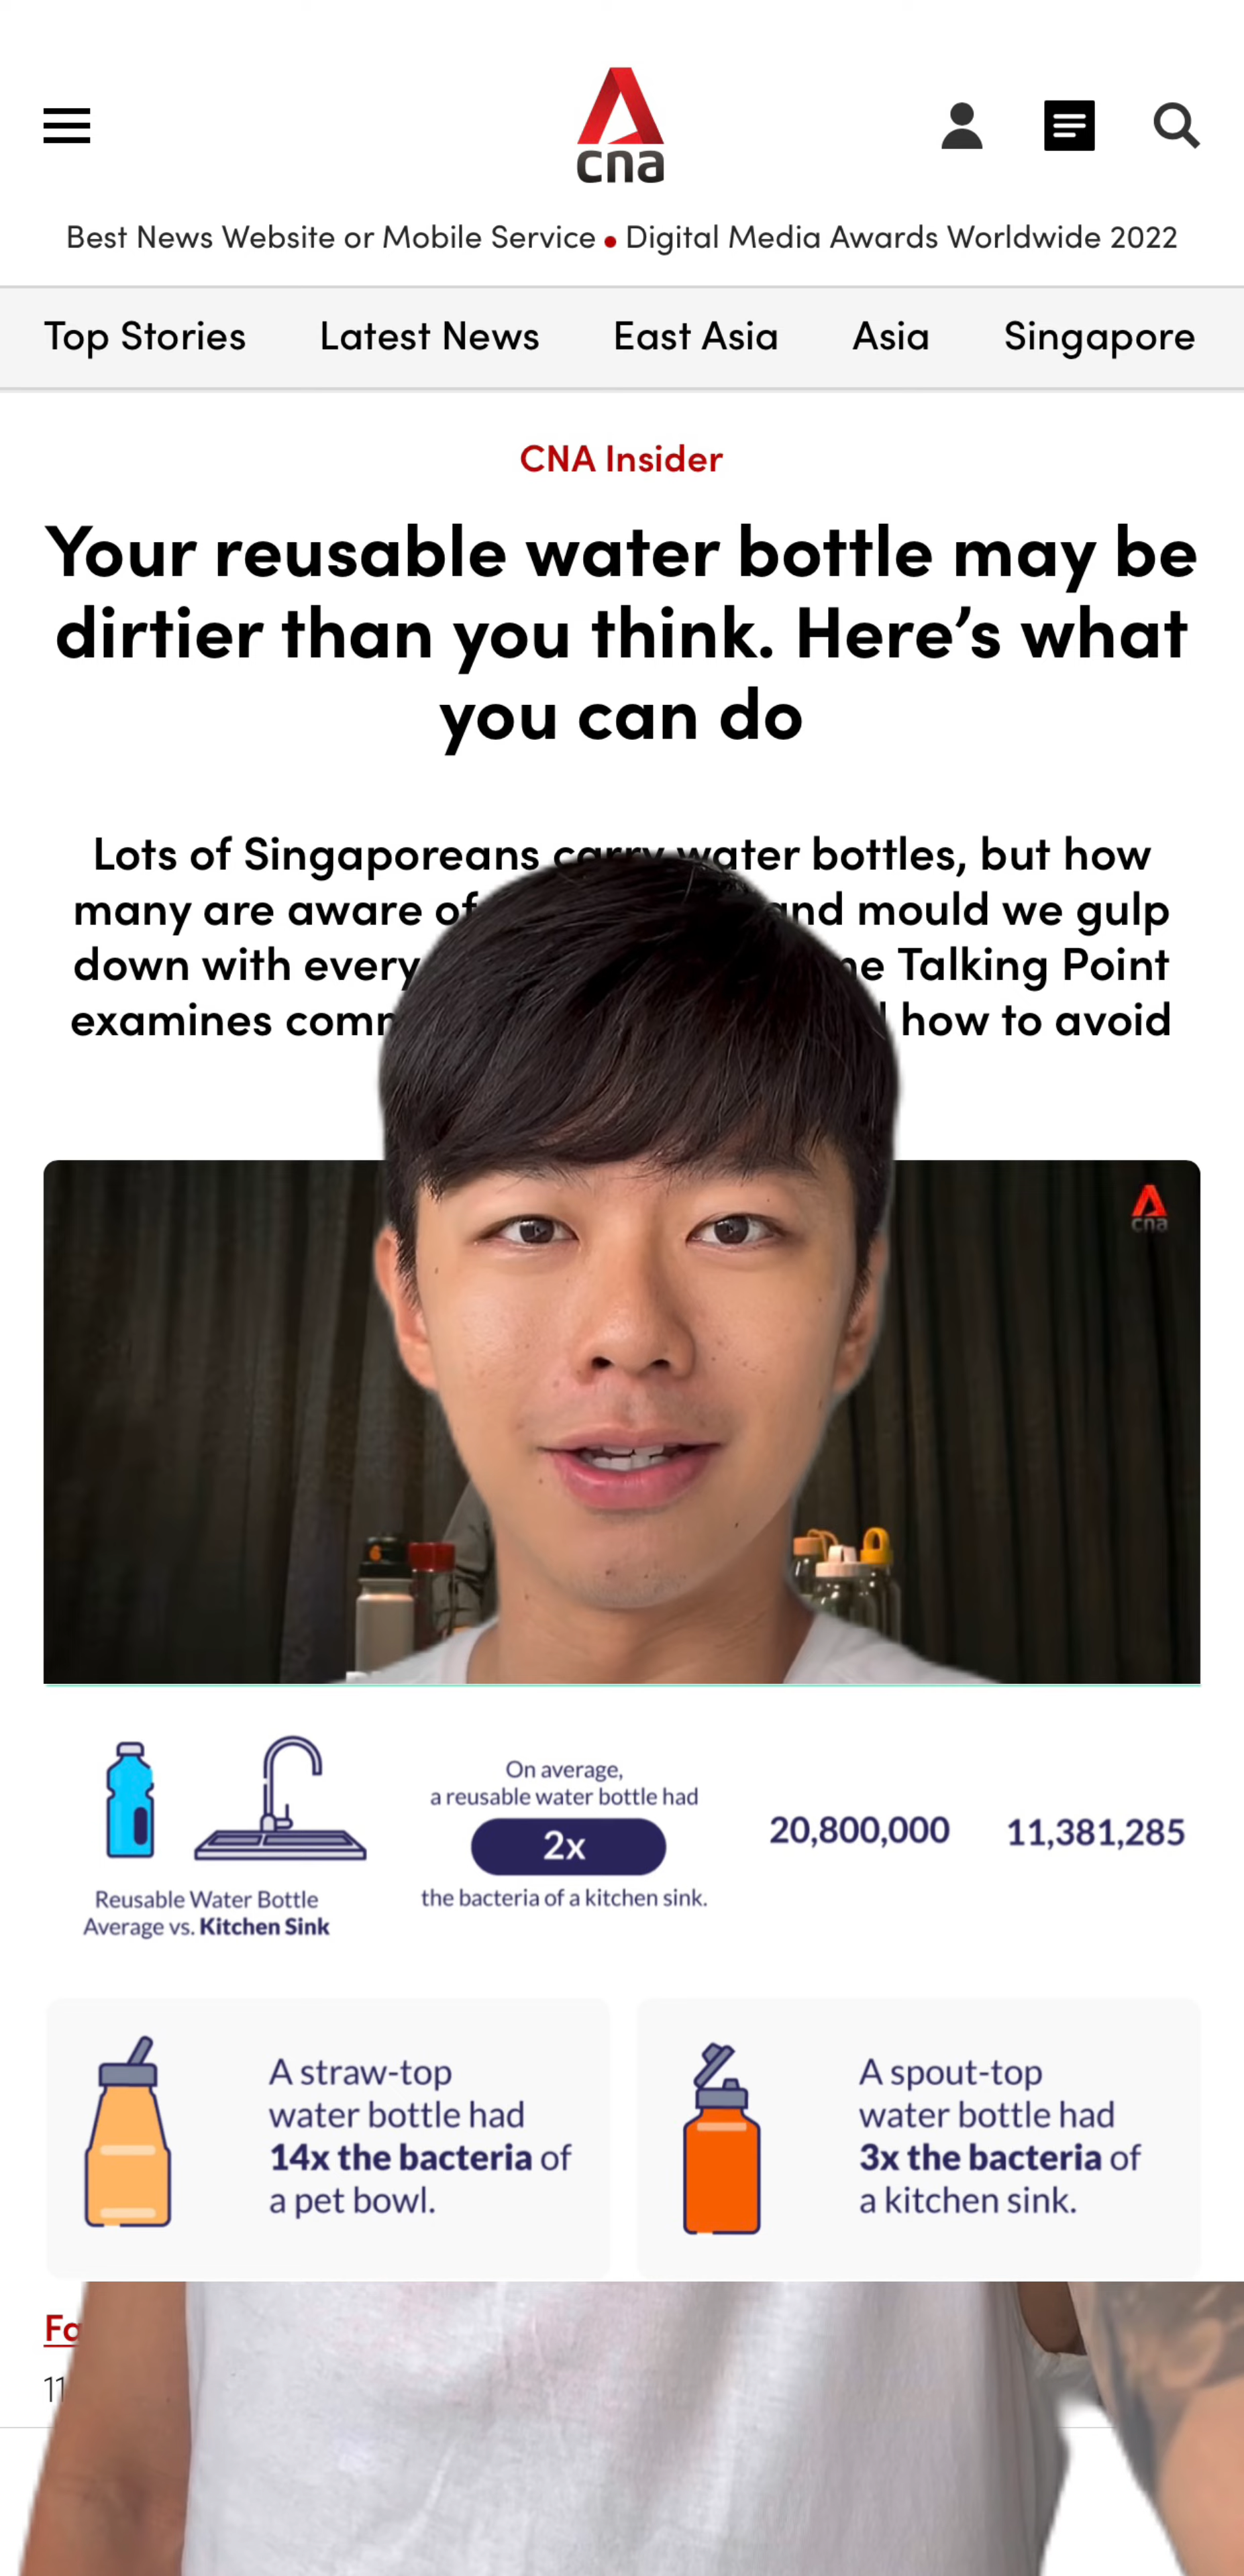 cna
Best News Website or Mobile Service • Digital Media Awards Worldwide 2022
Top Stories Latest News East Asia Asia Singapore
CNA Insider
Your reusable water bottle may be
dirtier than you think. Here's what
you can do
Lots of Singaporeans carry water bottles, but how
many are aware of and mould we gulp
down with every Talking Point
examines how to avoid
cna
On average,
a reusable water bottle had
2x
the bacteria of a kitchen sink.
20,800,000 11,381,285
Reusable Water Bottle
Average vs. Kitchen Sink
A straw-top
water bottle had
14x the bacteria of
a pet bowl.
A spout-top
water bottle had
3x the bacteria of
a kitchen sink.
11